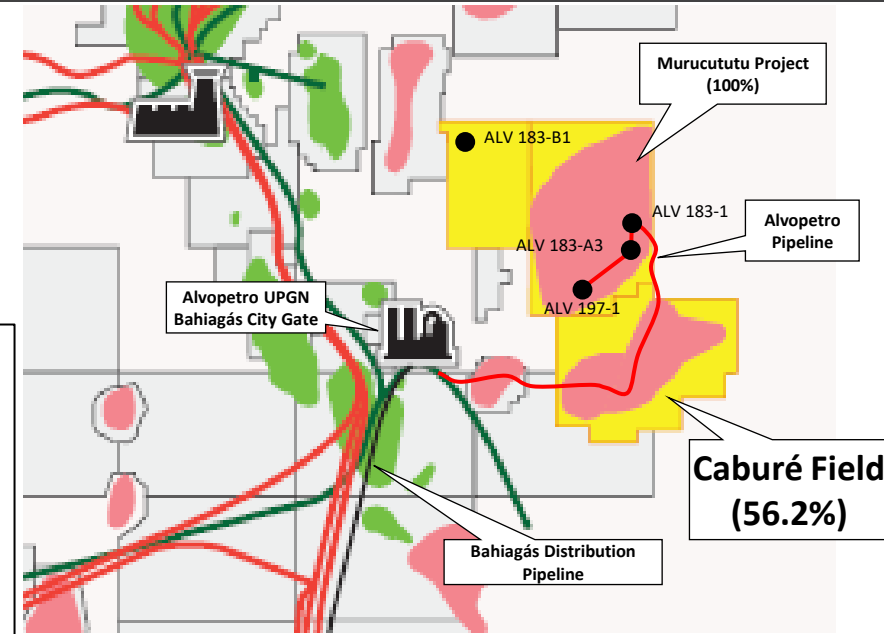 Murucututu Project
(100%)
ALV 183-B1
ALV 183-1
Alvopetro
Pipeline
ALV 183-A3
Alvopetro UPGN
Bahiagás City Gate
ALV 197-1
Caburé Field
(56.2%)
Bahiagás Distribution
Pipeline